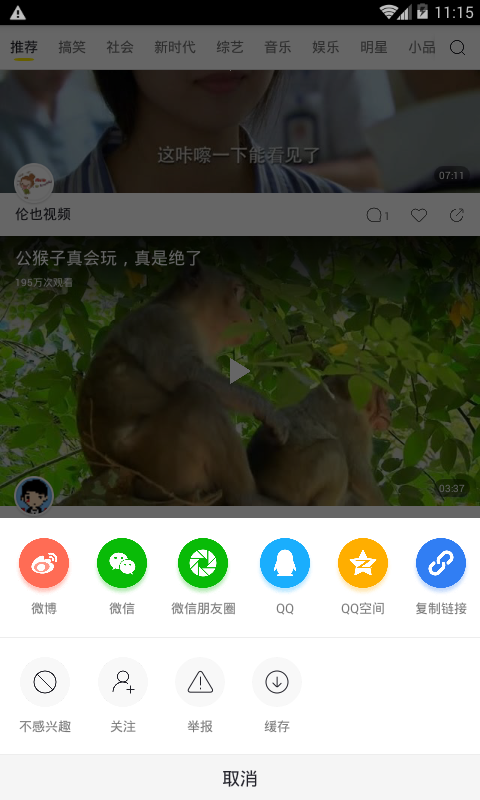 11:15
推荐 搞笑 社会 新时代 综艺 音乐 娱乐 明星 小品
这咔嚓一下能看见了
07:11
伦也视频
1
公猴子真会玩，真是绝了
195万次观看
03:37
微博 微信 微信朋友圈 QQ QQ空间 复制链接
不感兴趣 关注 举报 缓存
取消